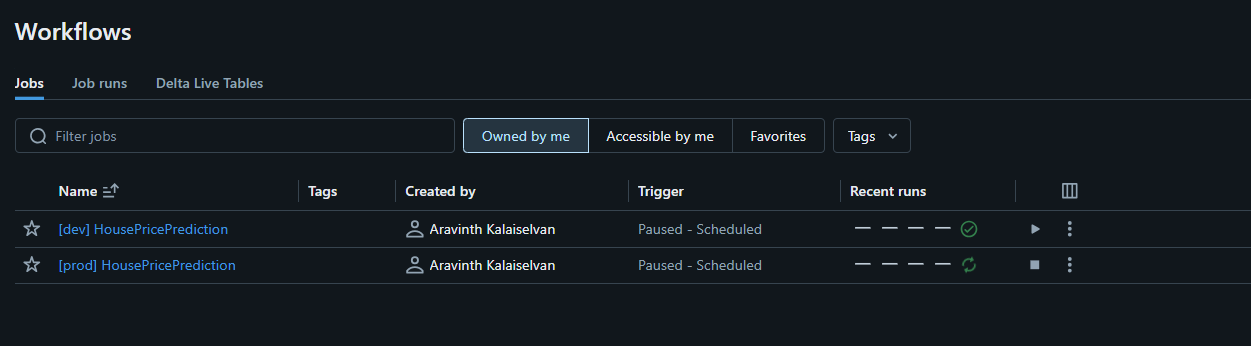 Workflows
Jobs Job runs Delta Live Tables
Filter jobs Owned by me Accessible by me Favorites Tags
Name Tags Created by Trigger Recent runs
[dev] HousePricePrediction Aravinth Kalaiselvan Paused - Scheduled
[prod] HousePricePrediction Aravinth Kalaiselvan Paused - Scheduled